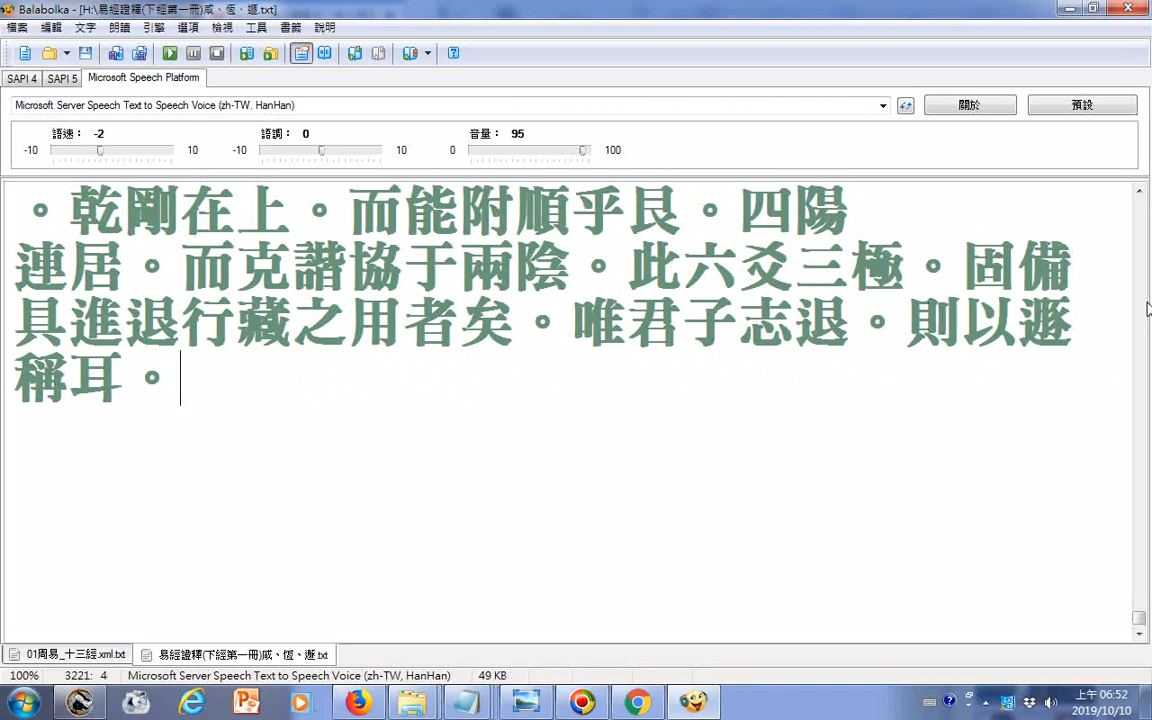 Balabolka - [H:\易經證釋(下經第一冊)咸、恆、遯.txt]
檔案 編輯 文字 朗讀 引擎 選項 檢視 工具 書籤 說明
SAPI 4 SAPI 5 Microsoft Speech Platform
Microsoft Server Speech Text to Speech Voice (zh-TW, HanHan) 關於 預設
語速： -2 語調： 0 音量： 95
-10 10 -10 10 0 100
。乾剛在上。而能附順乎艮。四陽
連居。而克諧協于兩陰。此六爻三極。固備
具進退行藏之用者矣。唯君子志退。則以遯
稱耳。
01周易_十三經.xml.txt 易經證釋(下經第一冊)咸、恆、遯.txt
100% 3221: 4 Microsoft Server Speech Text to Speech Voice (zh-TW, HanHan) 49 KB
上午 06:52
2019/10/10